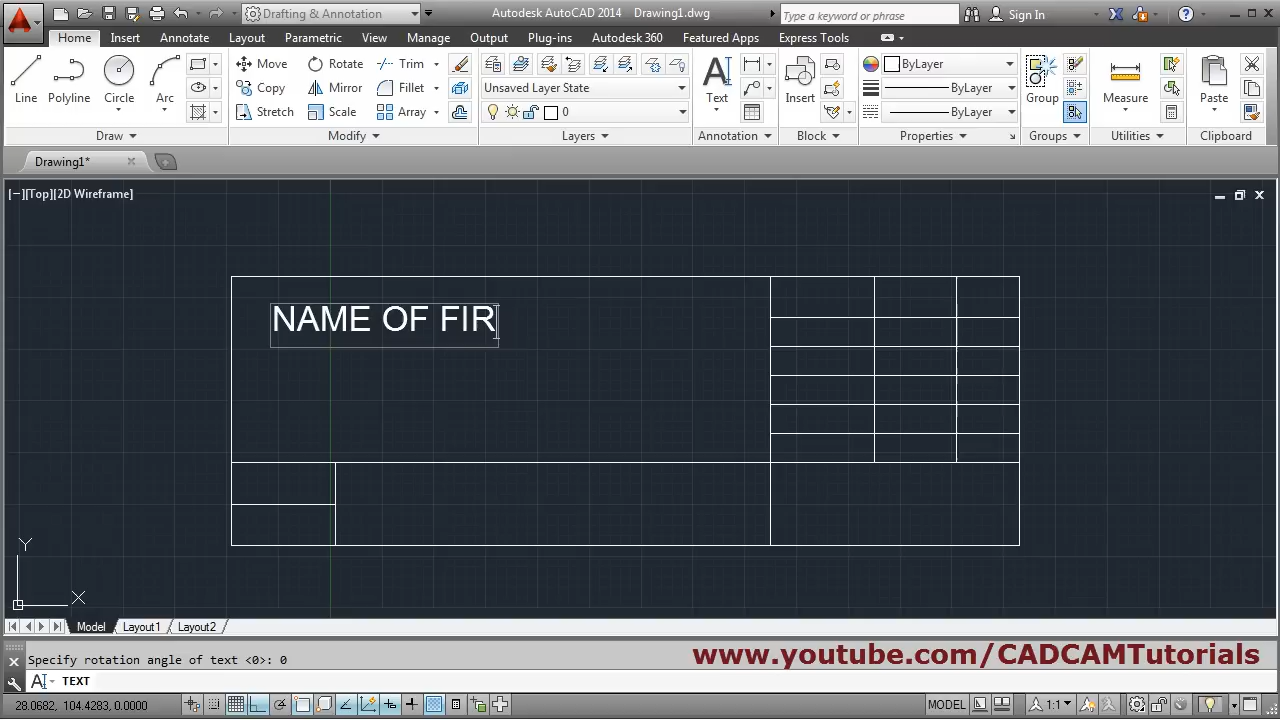 Drafting & Annotation
Autodesk AutoCAD 2014 Drawing1.dwg
Type a keyword or phrase
Sign In
Home Insert Annotate Layout Parametric View Manage Output Plug-ins Autodesk 360 Featured Apps Express Tools
Line Polyline Circle Arc
Move Rotate Trim
Copy Mirror Fillet
Stretch Scale Array
Unsaved Layer State
0
Text
Insert
ByLayer
ByLayer
ByLayer
Group
Measure
Paste
Draw Modify Layers Annotation Block Properties Groups Utilities Clipboard
Drawing1*
[−][Top][2D Wireframe]
NAME OF FIR
Y
X
Model Layout1 Layout2
Specify rotation angle of text <0>: 0
TEXT
www.youtube.com/CADCAMTutorials
28.0682, 104.4283, 0.0000
MODEL
1:1